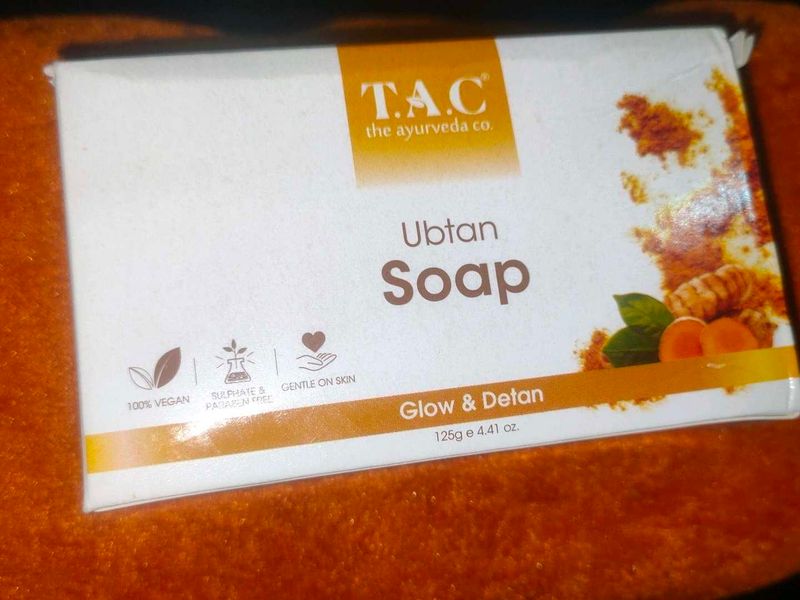 T.A.C®
the ayurveda co.
Ubtan
Soap
100% VEGAN
SULPHATE &
PARABEN FREE
GENTLE ON SKIN
Glow & Detan
125g e 4.41 oz.